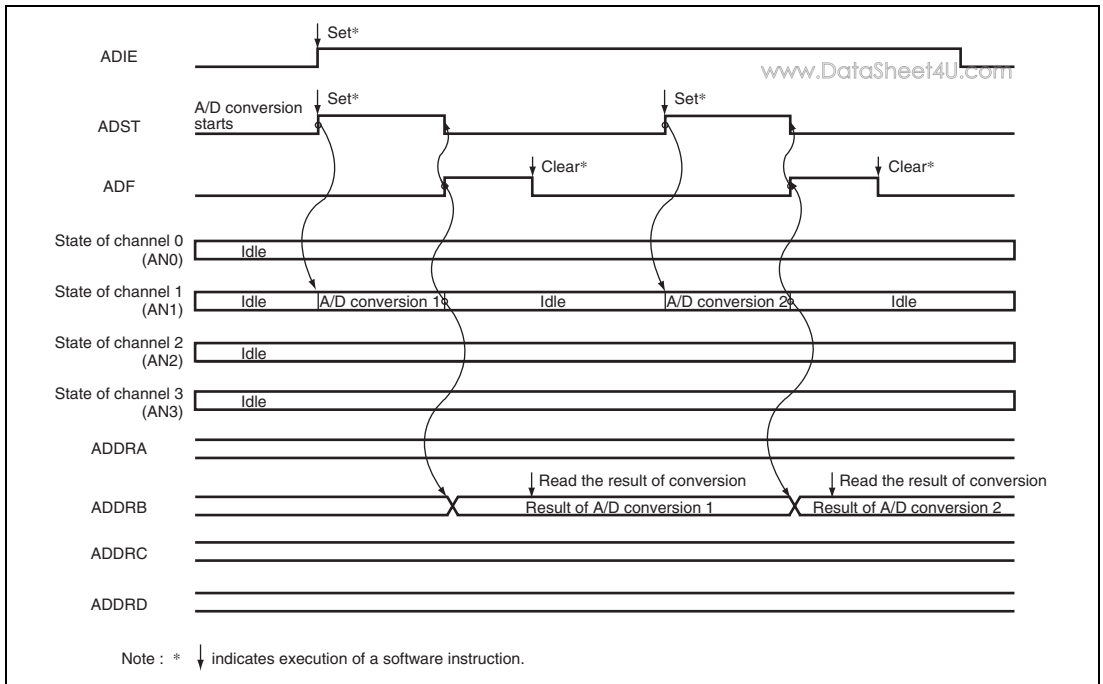 Set*
ADIE
www.DataSheet4U.com
A/D conversion starts
Set*
Set*
ADST
Clear*
Clear*
ADF
State of channel 0 (AN0)
Idle
State of channel 1 (AN1)
Idle
A/D conversion 1
Idle
A/D conversion 2
Idle
State of channel 2 (AN2)
Idle
State of channel 3 (AN3)
Idle
ADDRA
Read the result of conversion
Read the result of conversion
ADDRB
Result of A/D conversion 1
Result of A/D conversion 2
ADDRC
ADDRD
Note : * ↓ indicates execution of a software instruction.